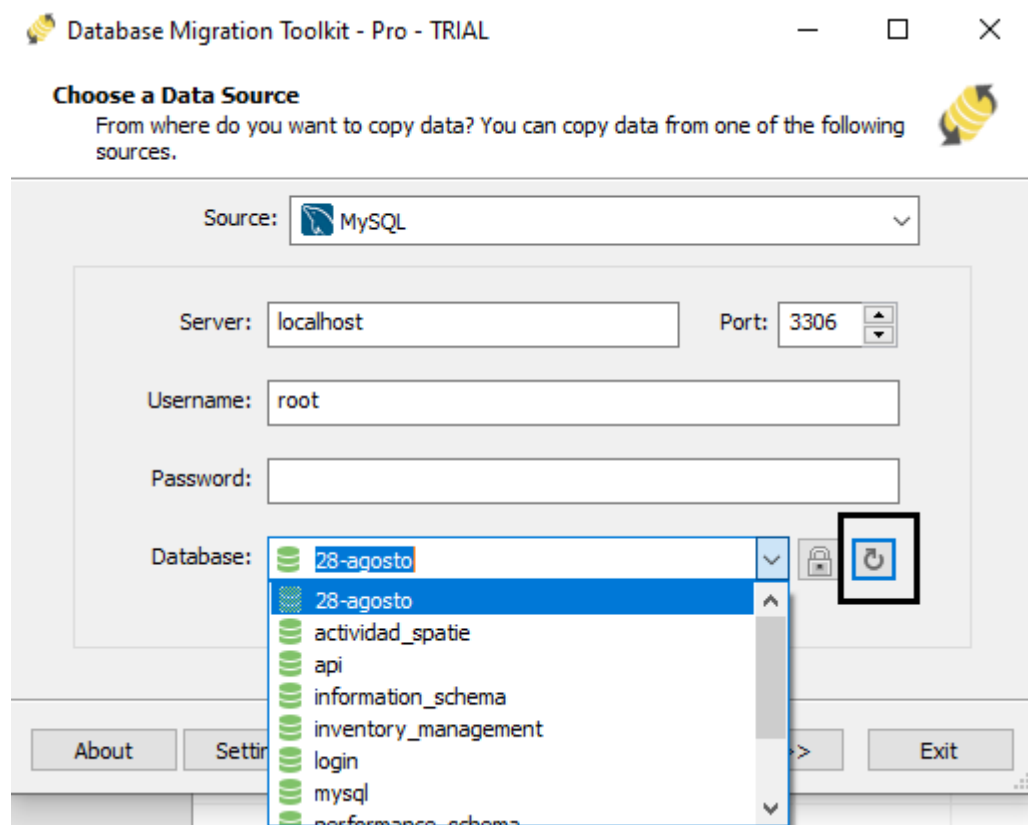 Database Migration Toolkit - Pro - TRIAL
Choose a Data Source
From where do you want to copy data? You can copy data from one of the following
sources.
Source: MySQL
Server: localhost Port: 3306
Username: root
Password:
Database: 28-agosto
28-agosto
actividad_spatie
api
information_schema
inventory_management
About Settin >> Exit
login
mysql
performance_schema